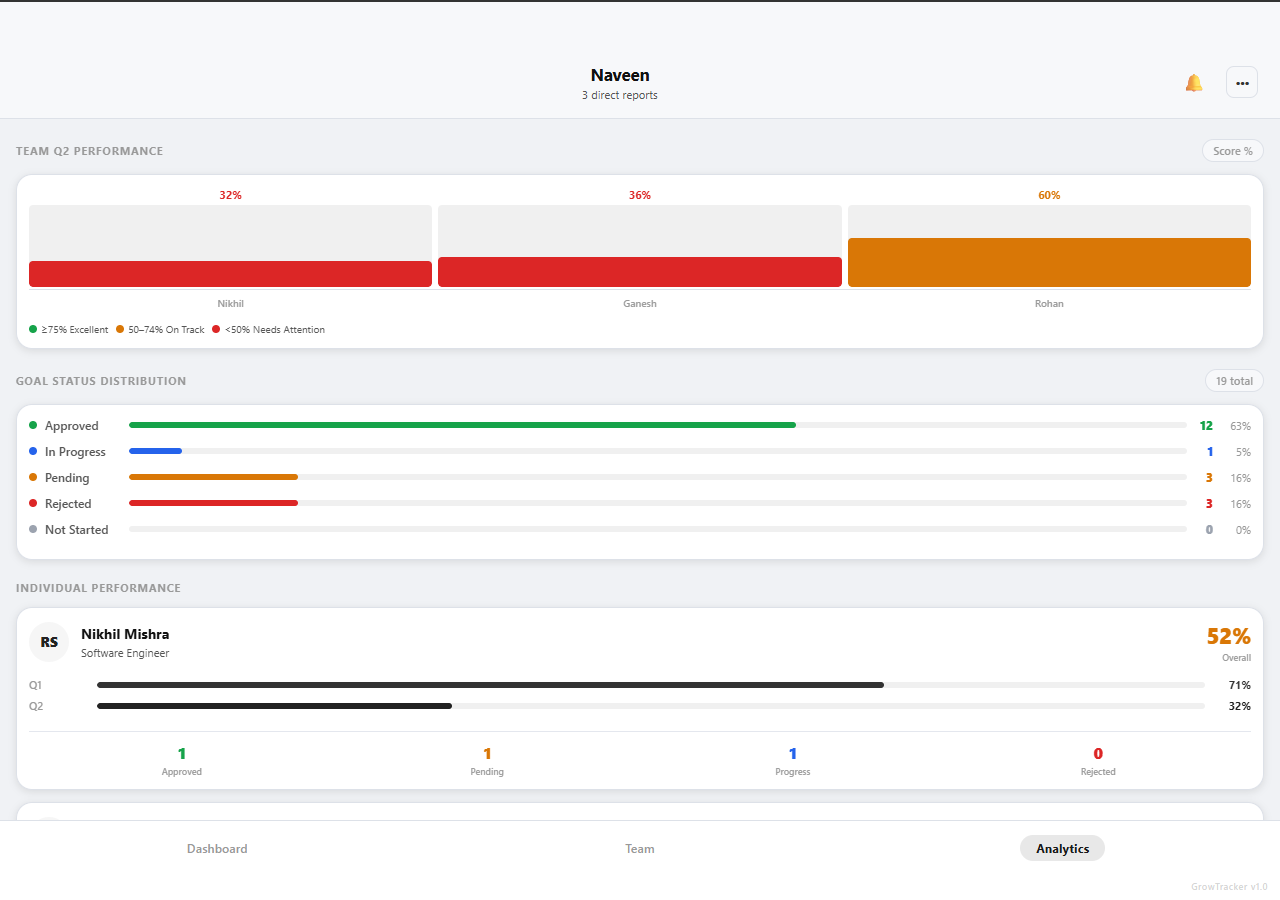 Naveen
3 direct reports
•••
TEAM Q2 PERFORMANCE
Score %
32%
36%
60%
Nikhil
Ganesh
Rohan
≥75% Excellent
50–74% On Track
<50% Needs Attention
GOAL STATUS DISTRIBUTION
19 total
Approved 12 63%
In Progress 1 5%
Pending 3 16%
Rejected 3 16%
Not Started 0 0%
INDIVIDUAL PERFORMANCE
RS
Nikhil Mishra
Software Engineer
52%
Overall
Q1 71%
Q2 32%
1 1 1 0
Approved Pending Progress Rejected
Dashboard Team Analytics
GrowTracker v1.0